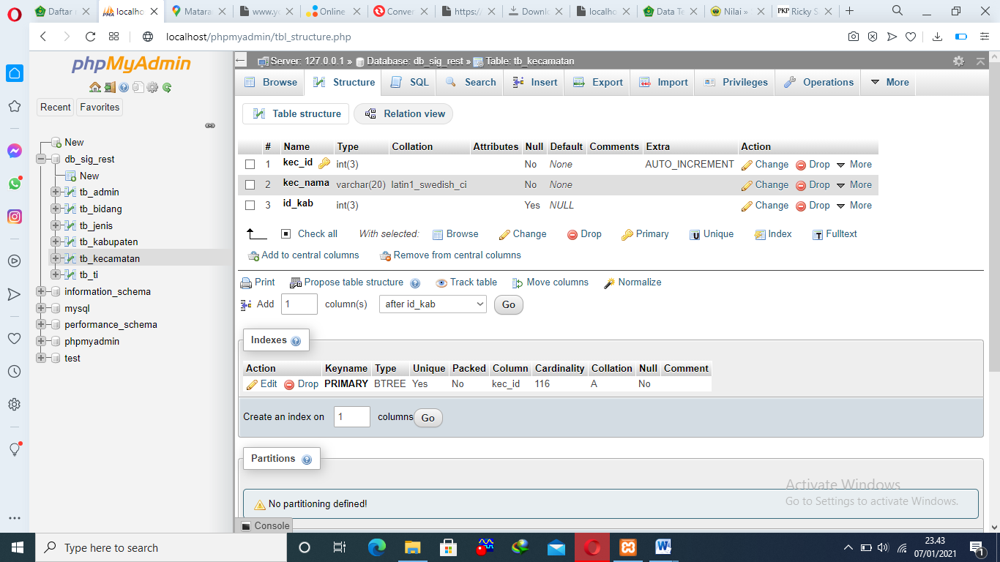 Daftar localho Matara www.yo Online Conver https:// Downlo localho Data Te Nilai » PKP Ricky S
localhost/phpmyadmin/tbl_structure.php
phpMyAdmin
Recent Favorites
New
db_sig_rest
New
tb_admin
tb_bidang
tb_jenis
tb_kabupaten
tb_kecamatan
tb_ti
information_schema
mysql
performance_schema
phpmyadmin
test
Server: 127.0.0.1 » Database: db_sig_rest » Table: tb_kecamatan
Browse Structure SQL Search Insert Export Import Privileges Operations More
Table structure Relation view
# Name Type Collation Attributes Null Default Comments Extra Action
1 kec_id int(3) No None AUTO_INCREMENT Change Drop More
2 kec_nama varchar(20) latin1_swedish_ci No None Change Drop More
3 id_kab int(3) Yes NULL Change Drop More
Check all With selected: Browse Change Drop Primary Unique Index Fulltext
Add to central columns Remove from central columns
Print Propose table structure Track table Move columns Normalize
Add 1 column(s) after id_kab Go
Indexes
Action Keyname Type Unique Packed Column Cardinality Collation Null Comment
Edit Drop PRIMARY BTREE Yes No kec_id 116 A No
Create an index on 1 columns Go
Partitions
No partitioning defined!
Activate Windows
Go to Settings to activate Windows.
Console
Type here to search
23.43
07/01/2021
1